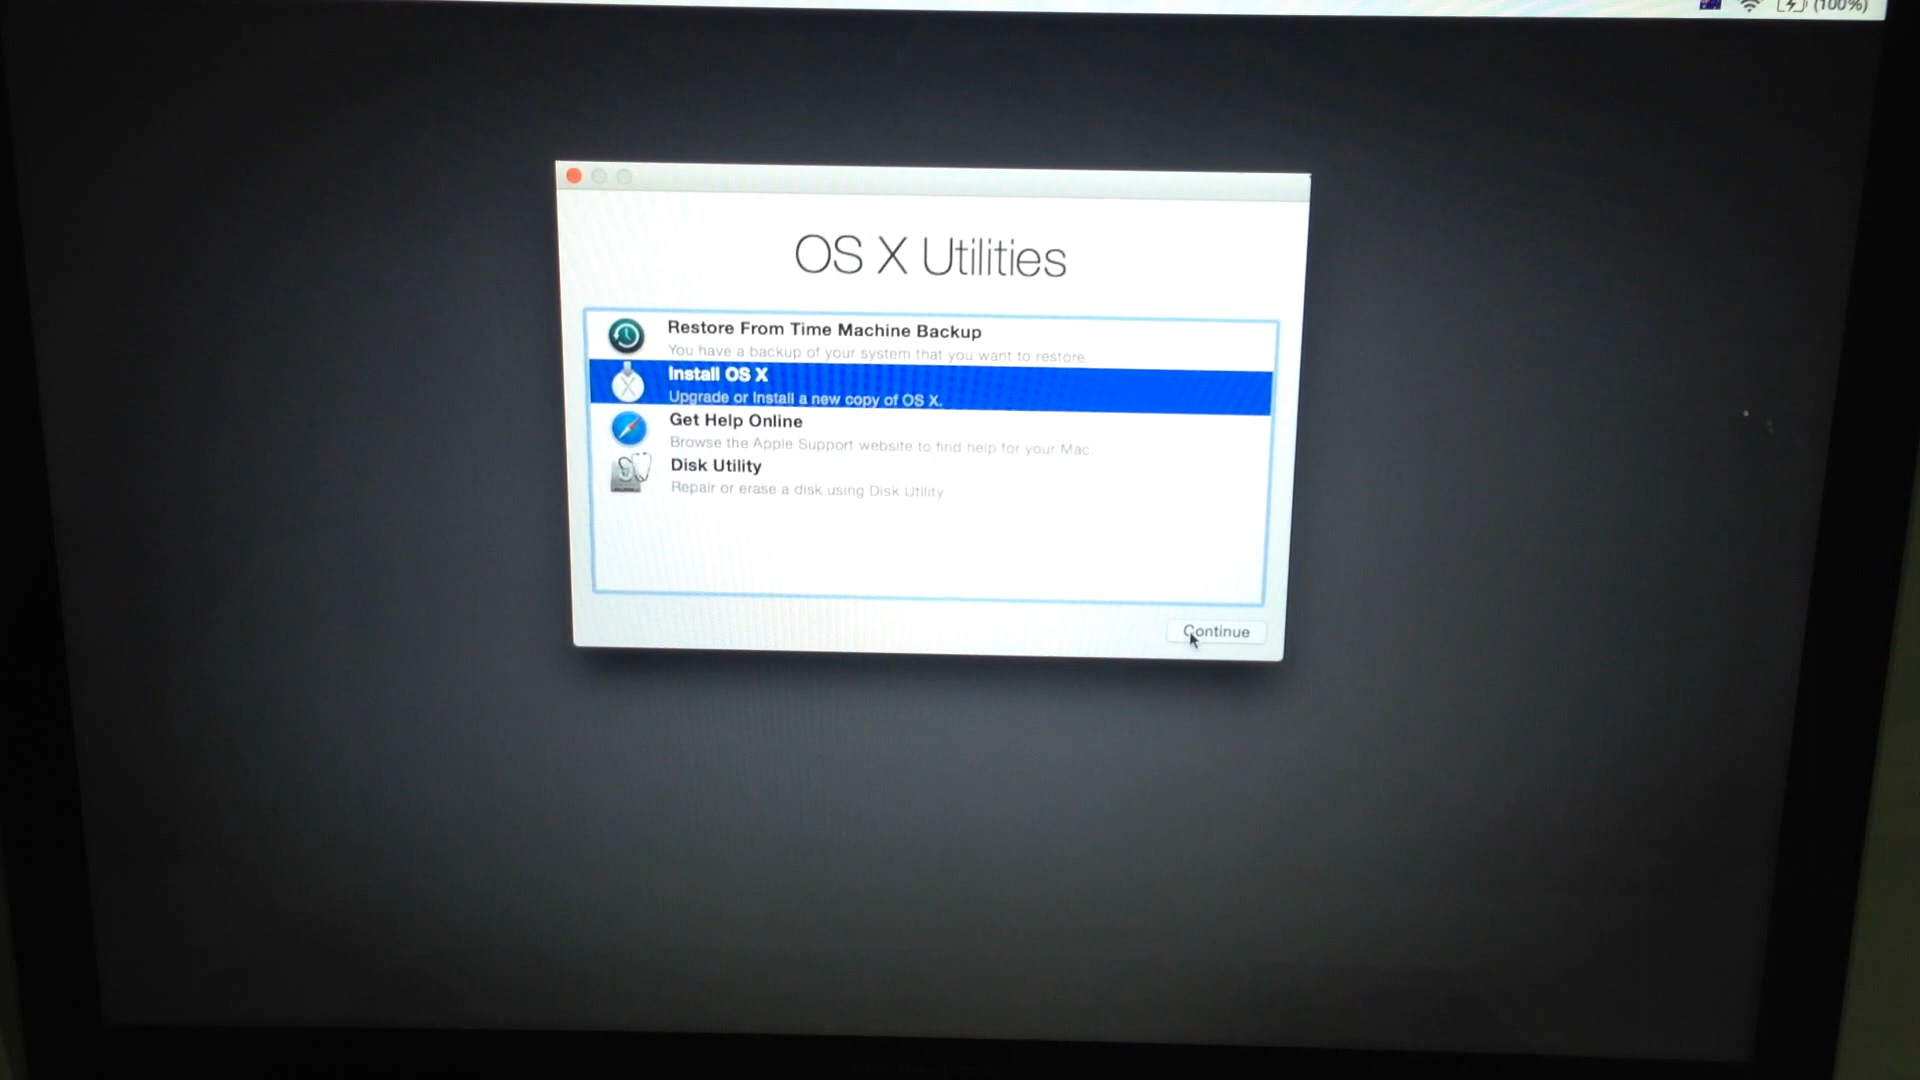 (100%)
OS X Utilities
Restore From Time Machine Backup
You have a backup of your system that you want to restore
Install OS X
Upgrade or Install a new copy of OS X.
Get Help Online
Browse the Apple Support website to find help for your Mac
Disk Utility
Repair or erase a disk using Disk Utility
Continue